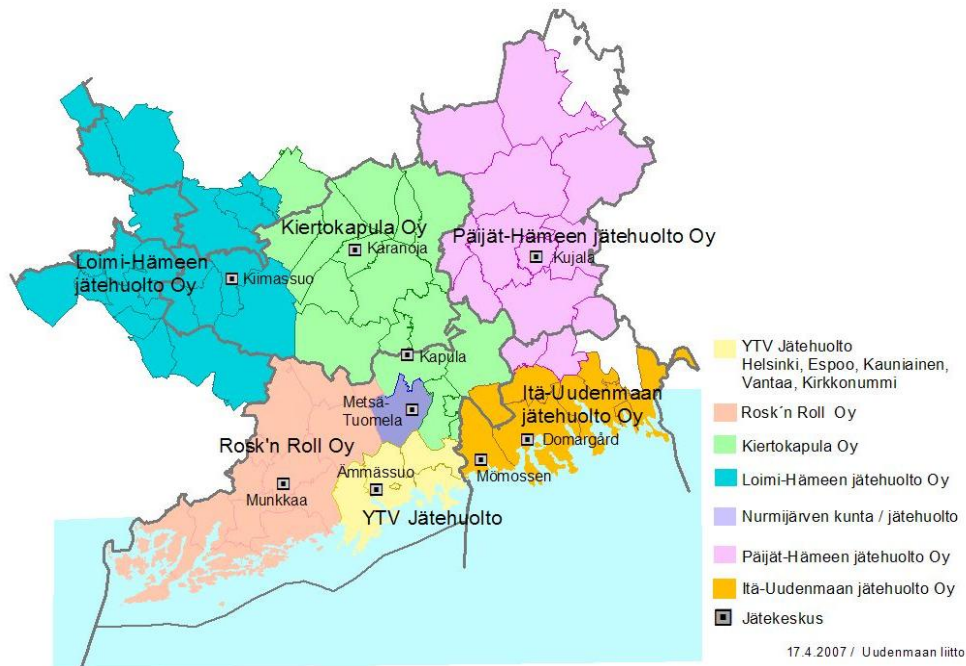 Kiertokapula Oy
Karanoja
Päijät-Hämeen jätehuolto Oy
Kujala
Loimi-Hämeen
jätehuolto Oy
Kiimassuo
Kapula
Metsä-
Tuomela
Itä-Uudenmaan
jätehuolto Oy
Domargård
Rosk'n Roll Oy
Mömossen
Ämmässuo
Munkkaa
YTV Jätehuolto
YTV Jätehuolto
Helsinki, Espoo, Kauniainen,
Vantaa, Kirkkonummi
Rosk´n Roll Oy
Kiertokapula Oy
Loimi-Hämeen jätehuolto Oy
Nurmijärven kunta / jätehuolto
Päijät-Hämeen jätehuolto Oy
Itä-Uudenmaan jätehuolto Oy
Jätekeskus
17.4.2007 / Uudenmaan liitto